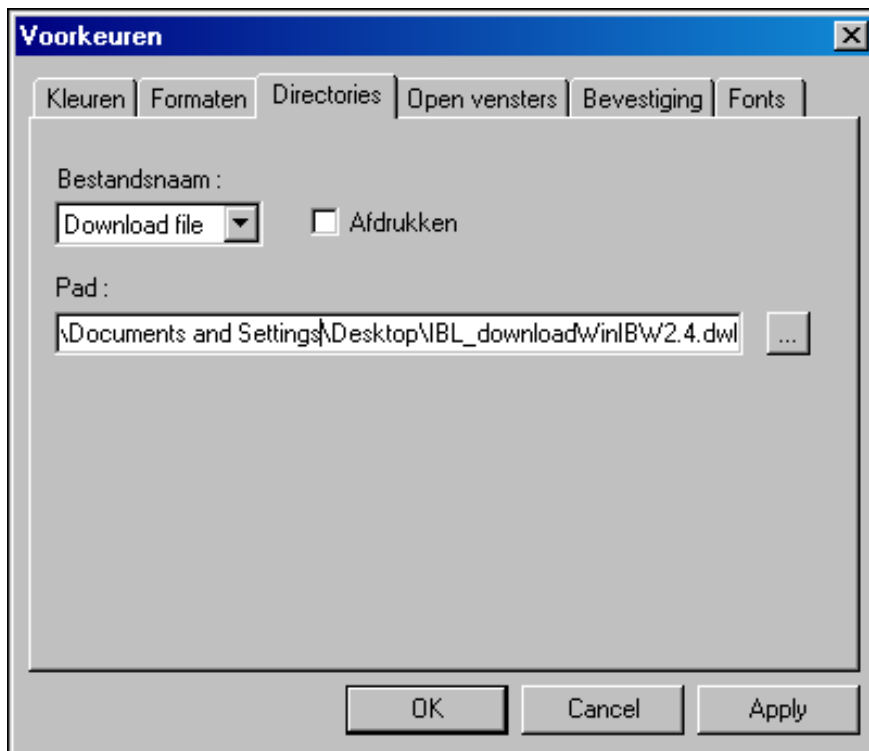 Voorkeuren
Kleuren Formaten Directories Open vensters Bevestiging Fonts
Bestandsnaam :
Download file Afdrukken
Pad :
\Documents and Settings\Desktop\IBL_downloadWinIBW2.4.dwl ...
OK Cancel Apply